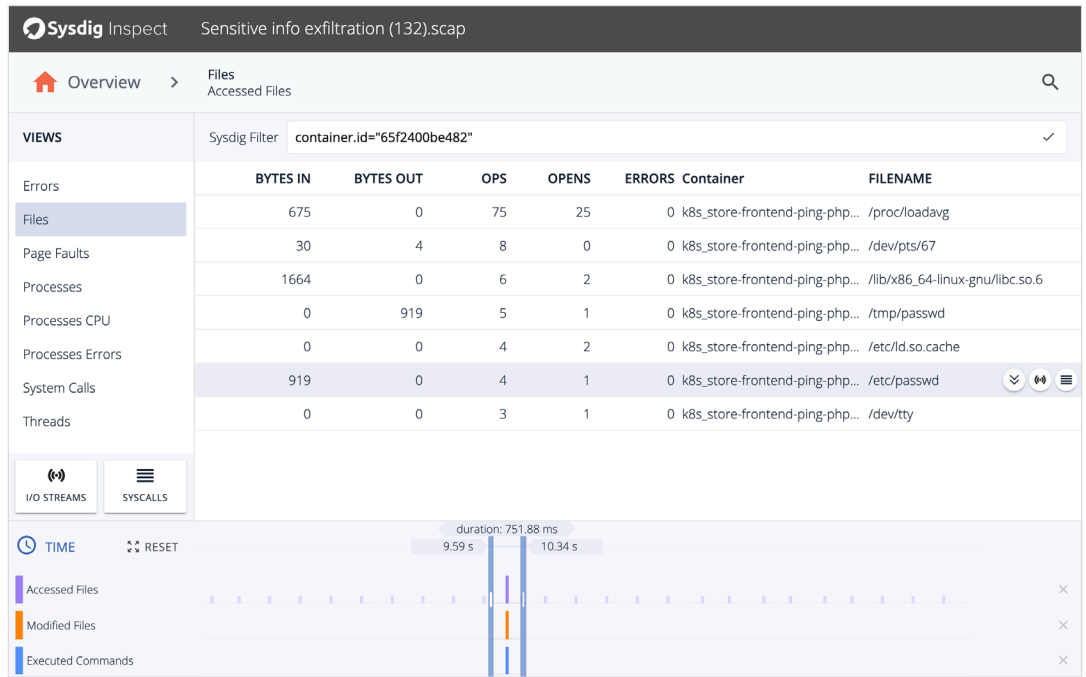 Sysdig Inspect Sensitive info exfiltration (132).scap
Overview
Files
Accessed Files
VIEWS
Sysdig Filter container.id="65f2400be482"
BYTES IN BYTES OUT OPS OPENS ERRORS Container FILENAME
Errors
Files
Page Faults
Processes
Processes CPU
Processes Errors
System Calls
Threads
675 0 75 25 0 k8s_store-frontend-ping-php... /proc/loadavg
30 4 8 0 0 k8s_store-frontend-ping-php... /dev/pts/67
1664 0 6 2 0 k8s_store-frontend-ping-php... /lib/x86_64-linux-gnu/libc.so.6
0 919 5 1 0 k8s_store-frontend-ping-php... /tmp/passwd
0 0 4 2 0 k8s_store-frontend-ping-php... /etc/ld.so.cache
919 0 4 1 0 k8s_store-frontend-ping-php... /etc/passwd
0 0 3 1 0 k8s_store-frontend-ping-php... /dev/tty
I/O STREAMS
SYSCALLS
TIME
RESET
duration: 751.88 ms
9.59 s
10.34 s
Accessed Files
Modified Files
Executed Commands